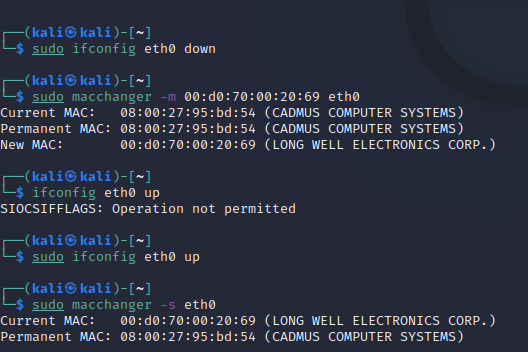 ┌──(kali㉿kali)-[~]
└─$ sudo ifconfig eth0 down
┌──(kali㉿kali)-[~]
└─$ sudo macchanger -m 00:d0:70:00:20:69 eth0
Current MAC:   08:00:27:95:bd:54 (CADMUS COMPUTER SYSTEMS)
Permanent MAC: 08:00:27:95:bd:54 (CADMUS COMPUTER SYSTEMS)
New MAC:       00:d0:70:00:20:69 (LONG WELL ELECTRONICS CORP.)
┌──(kali㉿kali)-[~]
└─$ ifconfig eth0 up
SIOCSIFFLAGS: Operation not permitted
┌──(kali㉿kali)-[~]
└─$ sudo ifconfig eth0 up
┌──(kali㉿kali)-[~]
└─$ sudo macchanger -s eth0
Current MAC:   00:d0:70:00:20:69 (LONG WELL ELECTRONICS CORP.)
Permanent MAC: 08:00:27:95:bd:54 (CADMUS COMPUTER SYSTEMS)